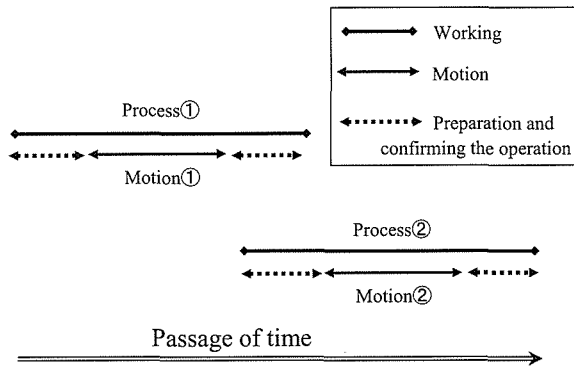 Working
Motion
Preparation and
confirming the operation
Process①
Motion①
Process②
Motion②
Passage of time